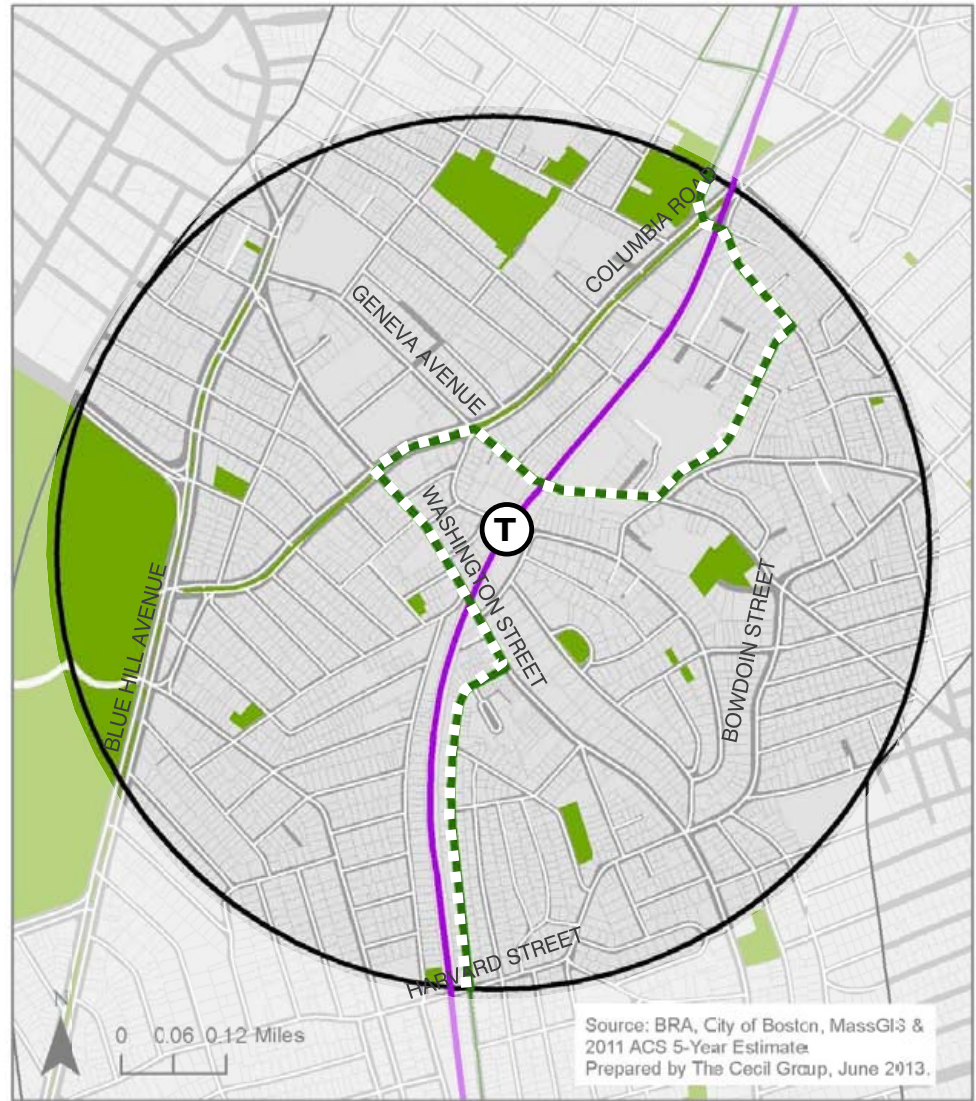 COLUMBIA ROAD
GENEVA AVENUE
WASHINGTON STREET
T
BLUE HILL AVENUE
BOWDOIN STREET
HARVARD STREET
N
0 0.06 0.12 Miles
Source: BRA, City of Boston, MassGIS &
2011 ACS 5-Year Estimate.
Prepared by The Cecil Group, June 2013.